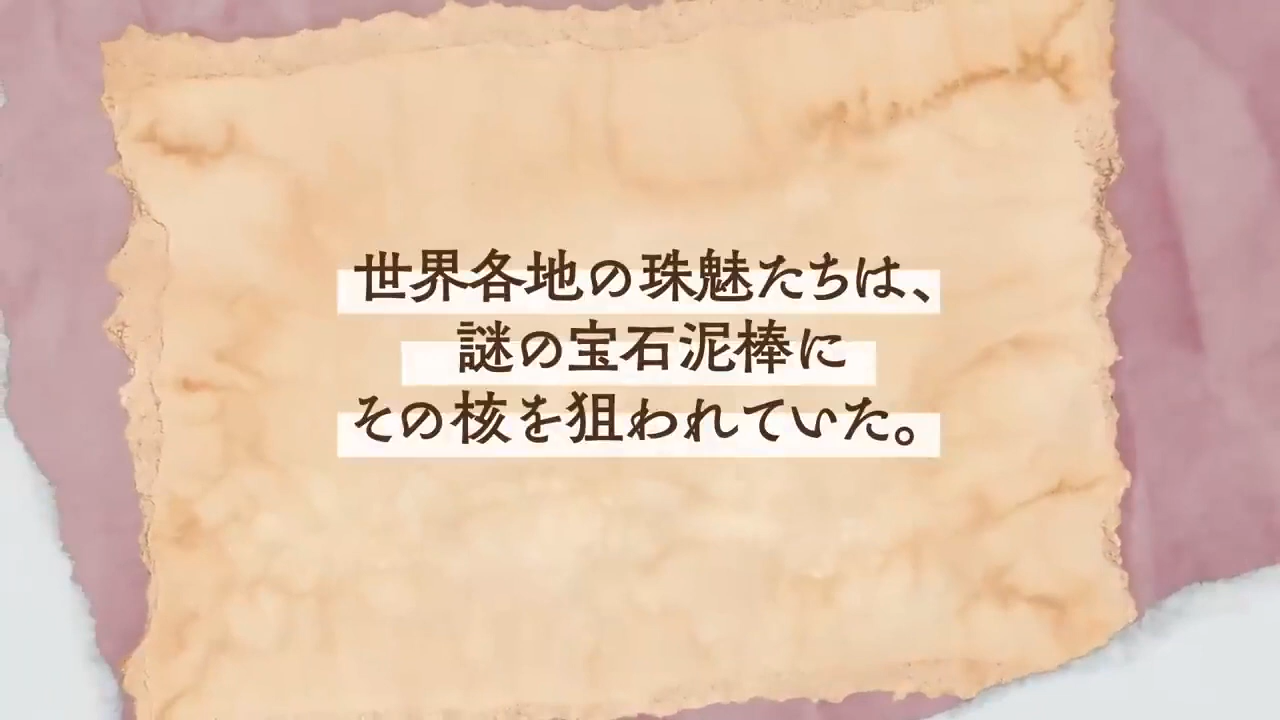 世界各地の珠魅たちは、
謎の宝石泥棒に
その核を狙われていた。